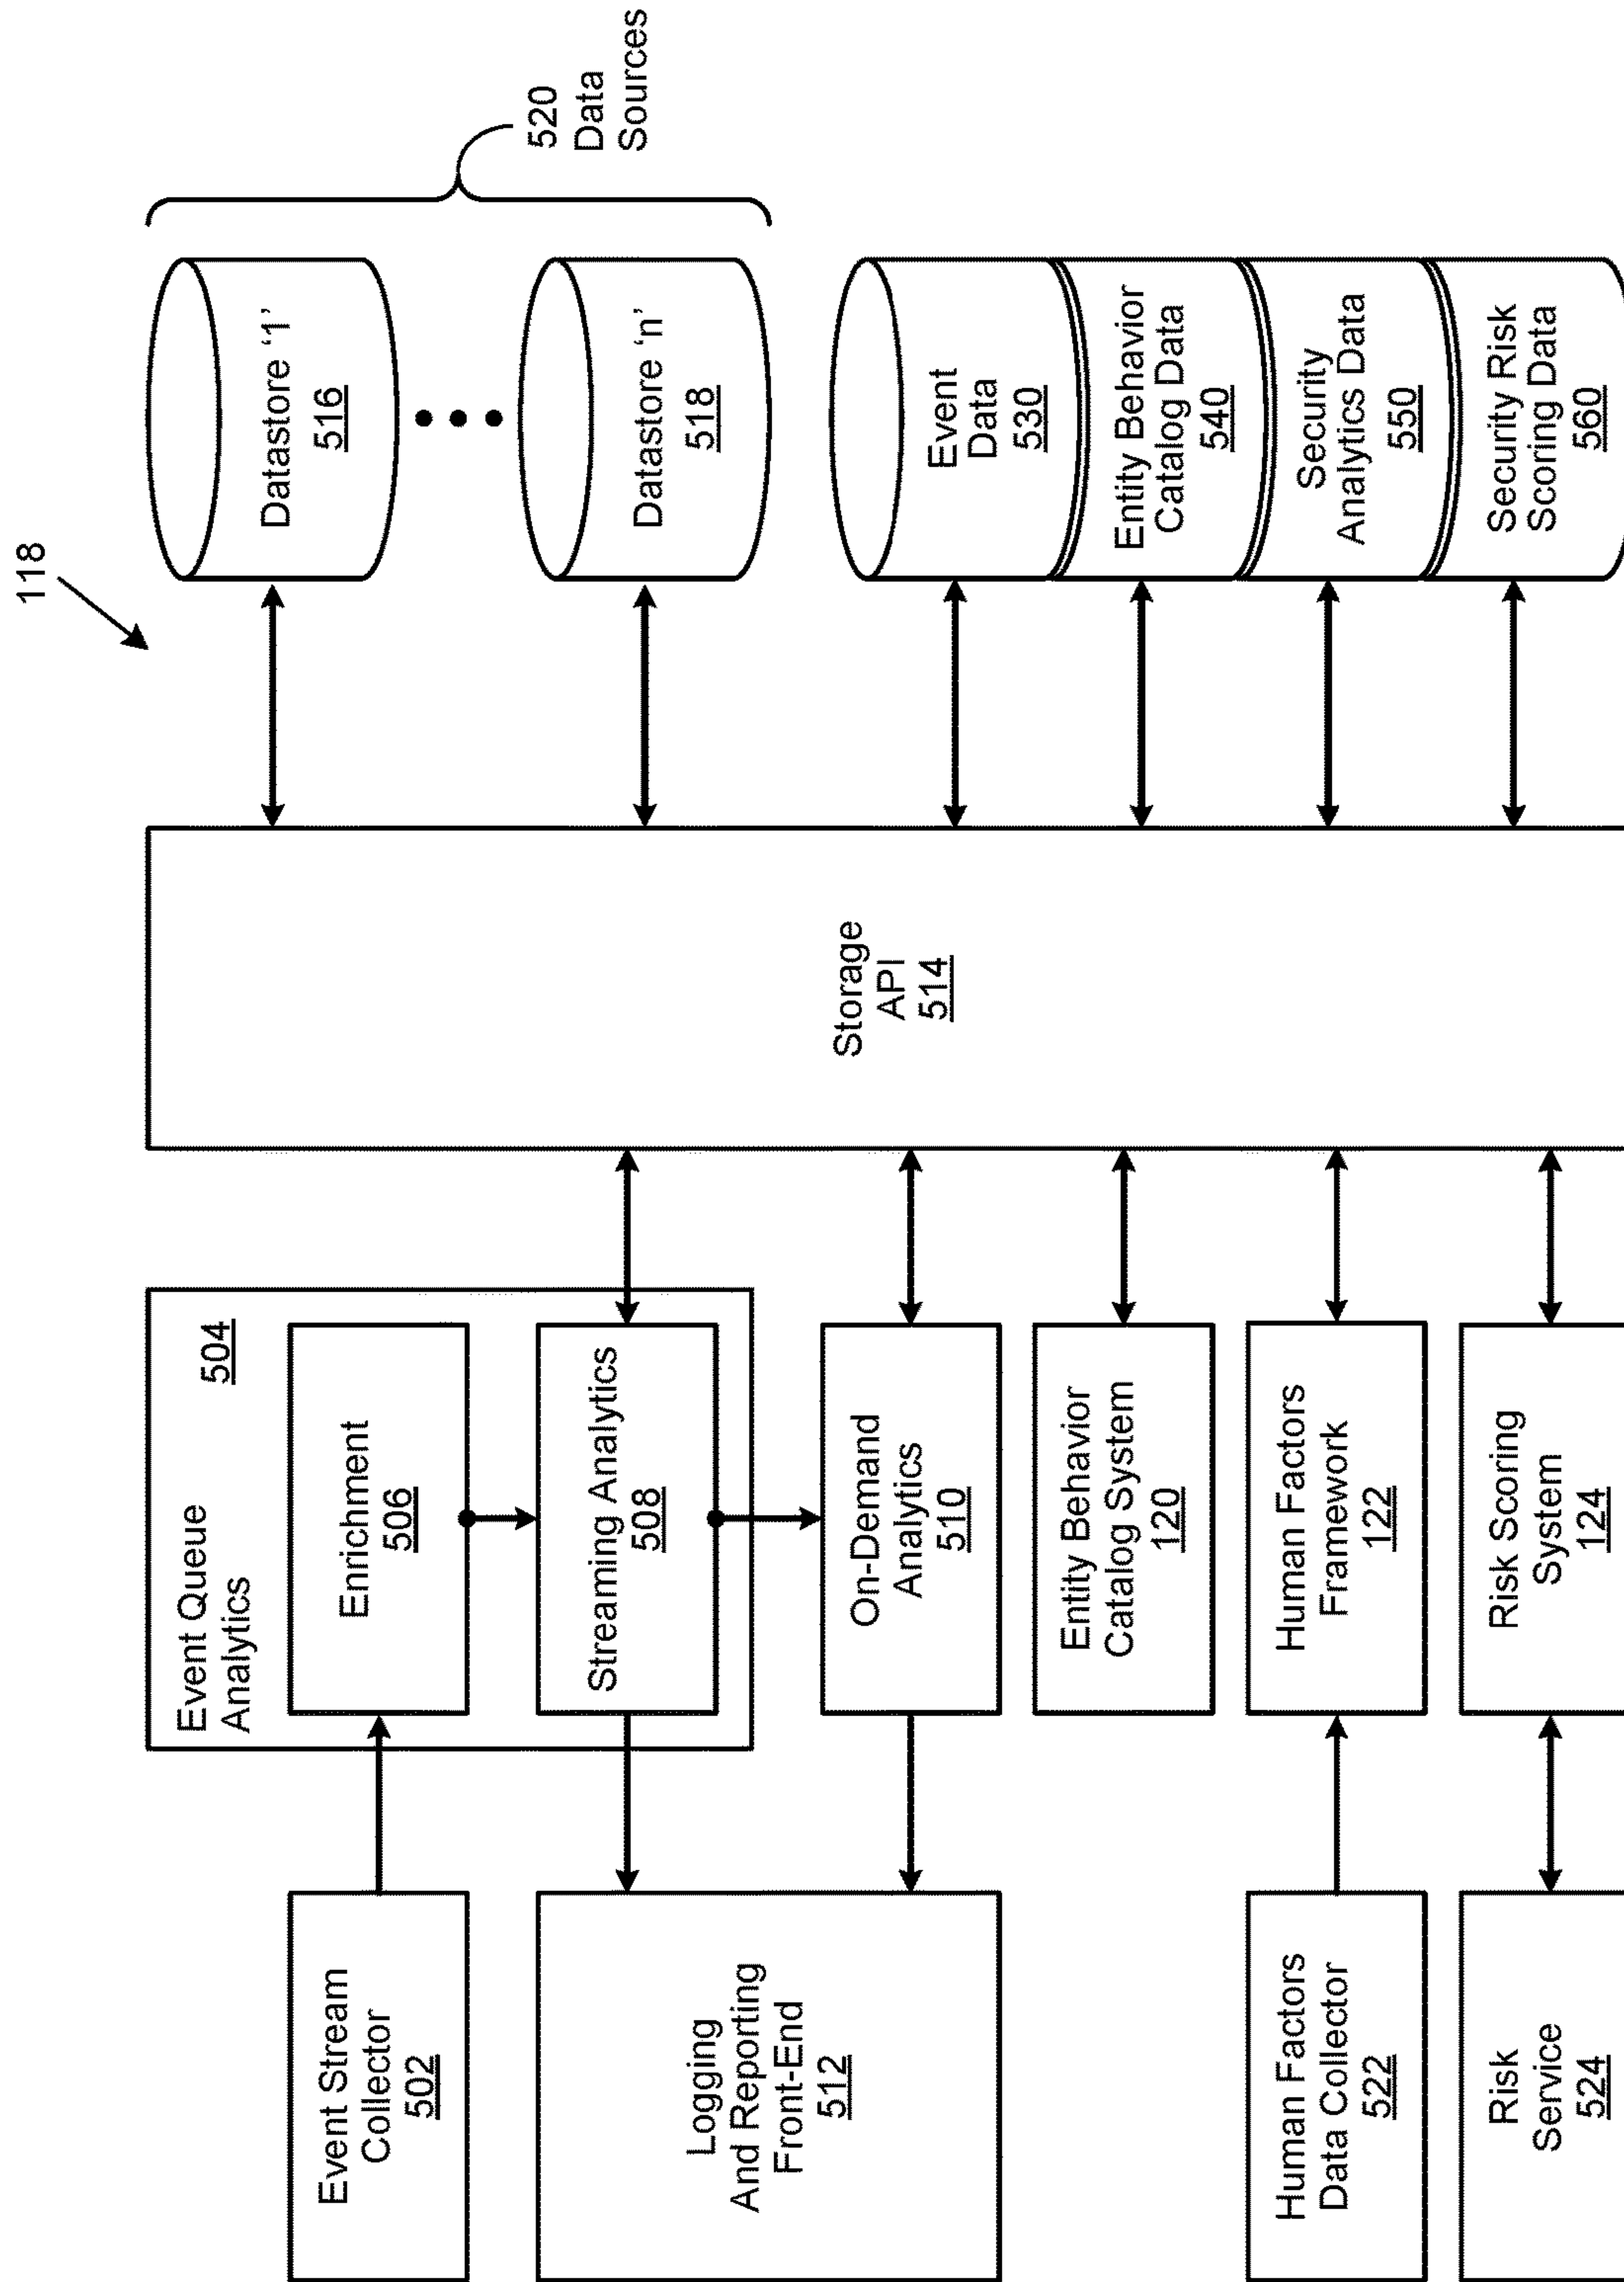 118
Event Stream
Collector
502
Event Queue
Analytics
504
Enrichment
506
Streaming Analytics
508
Logging
And Reporting
Front-End
512
On-Demand
Analytics
510
Entity Behavior
Catalog System
120
Human Factors
Data Collector
522
Human Factors
Framework
122
Risk
Service
524
Risk Scoring
System
124
Storage
API
514
Datastore ‘1’
516
Datastore ‘n’
518
520
Data
Sources
Event
Data
530
Entity Behavior
Catalog Data
540
Security
Analytics Data
550
Security Risk
Scoring Data
560